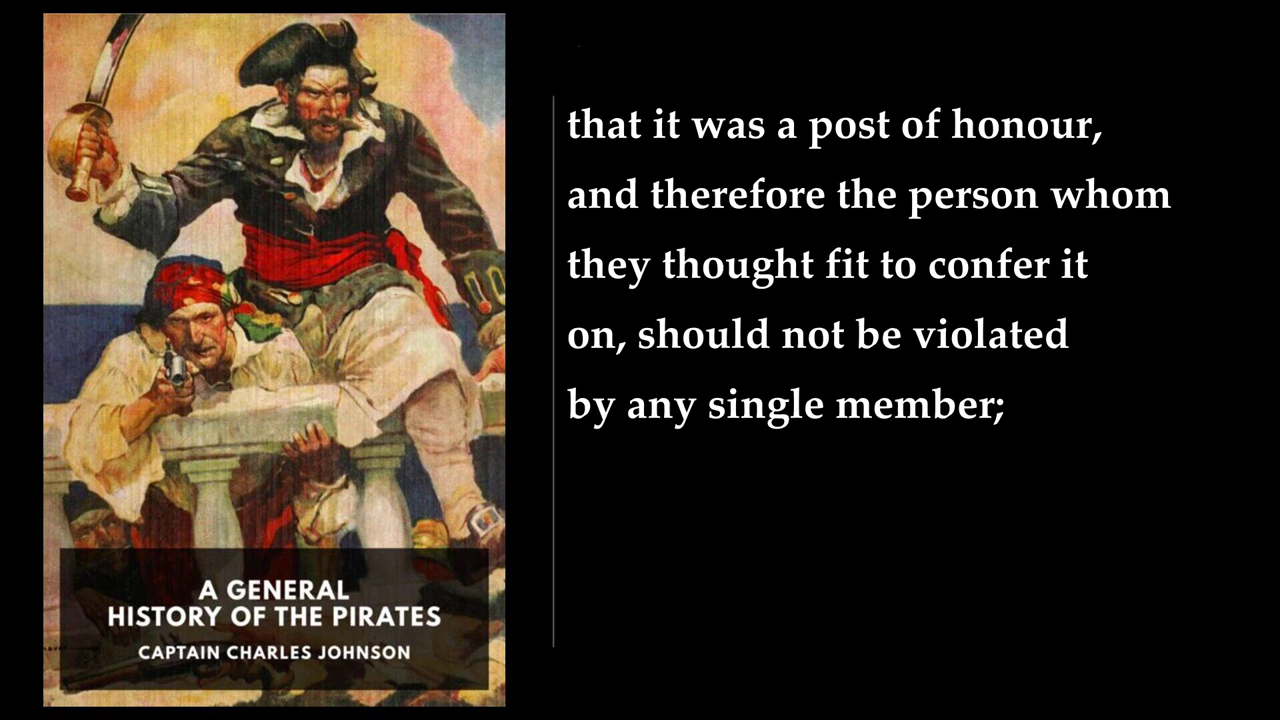 that it was a post of honour,
and therefore the person whom
they thought fit to confer it
on, should not be violated
by any single member;
A GENERAL
HISTORY OF THE PIRATES
CAPTAIN CHARLES JOHNSON